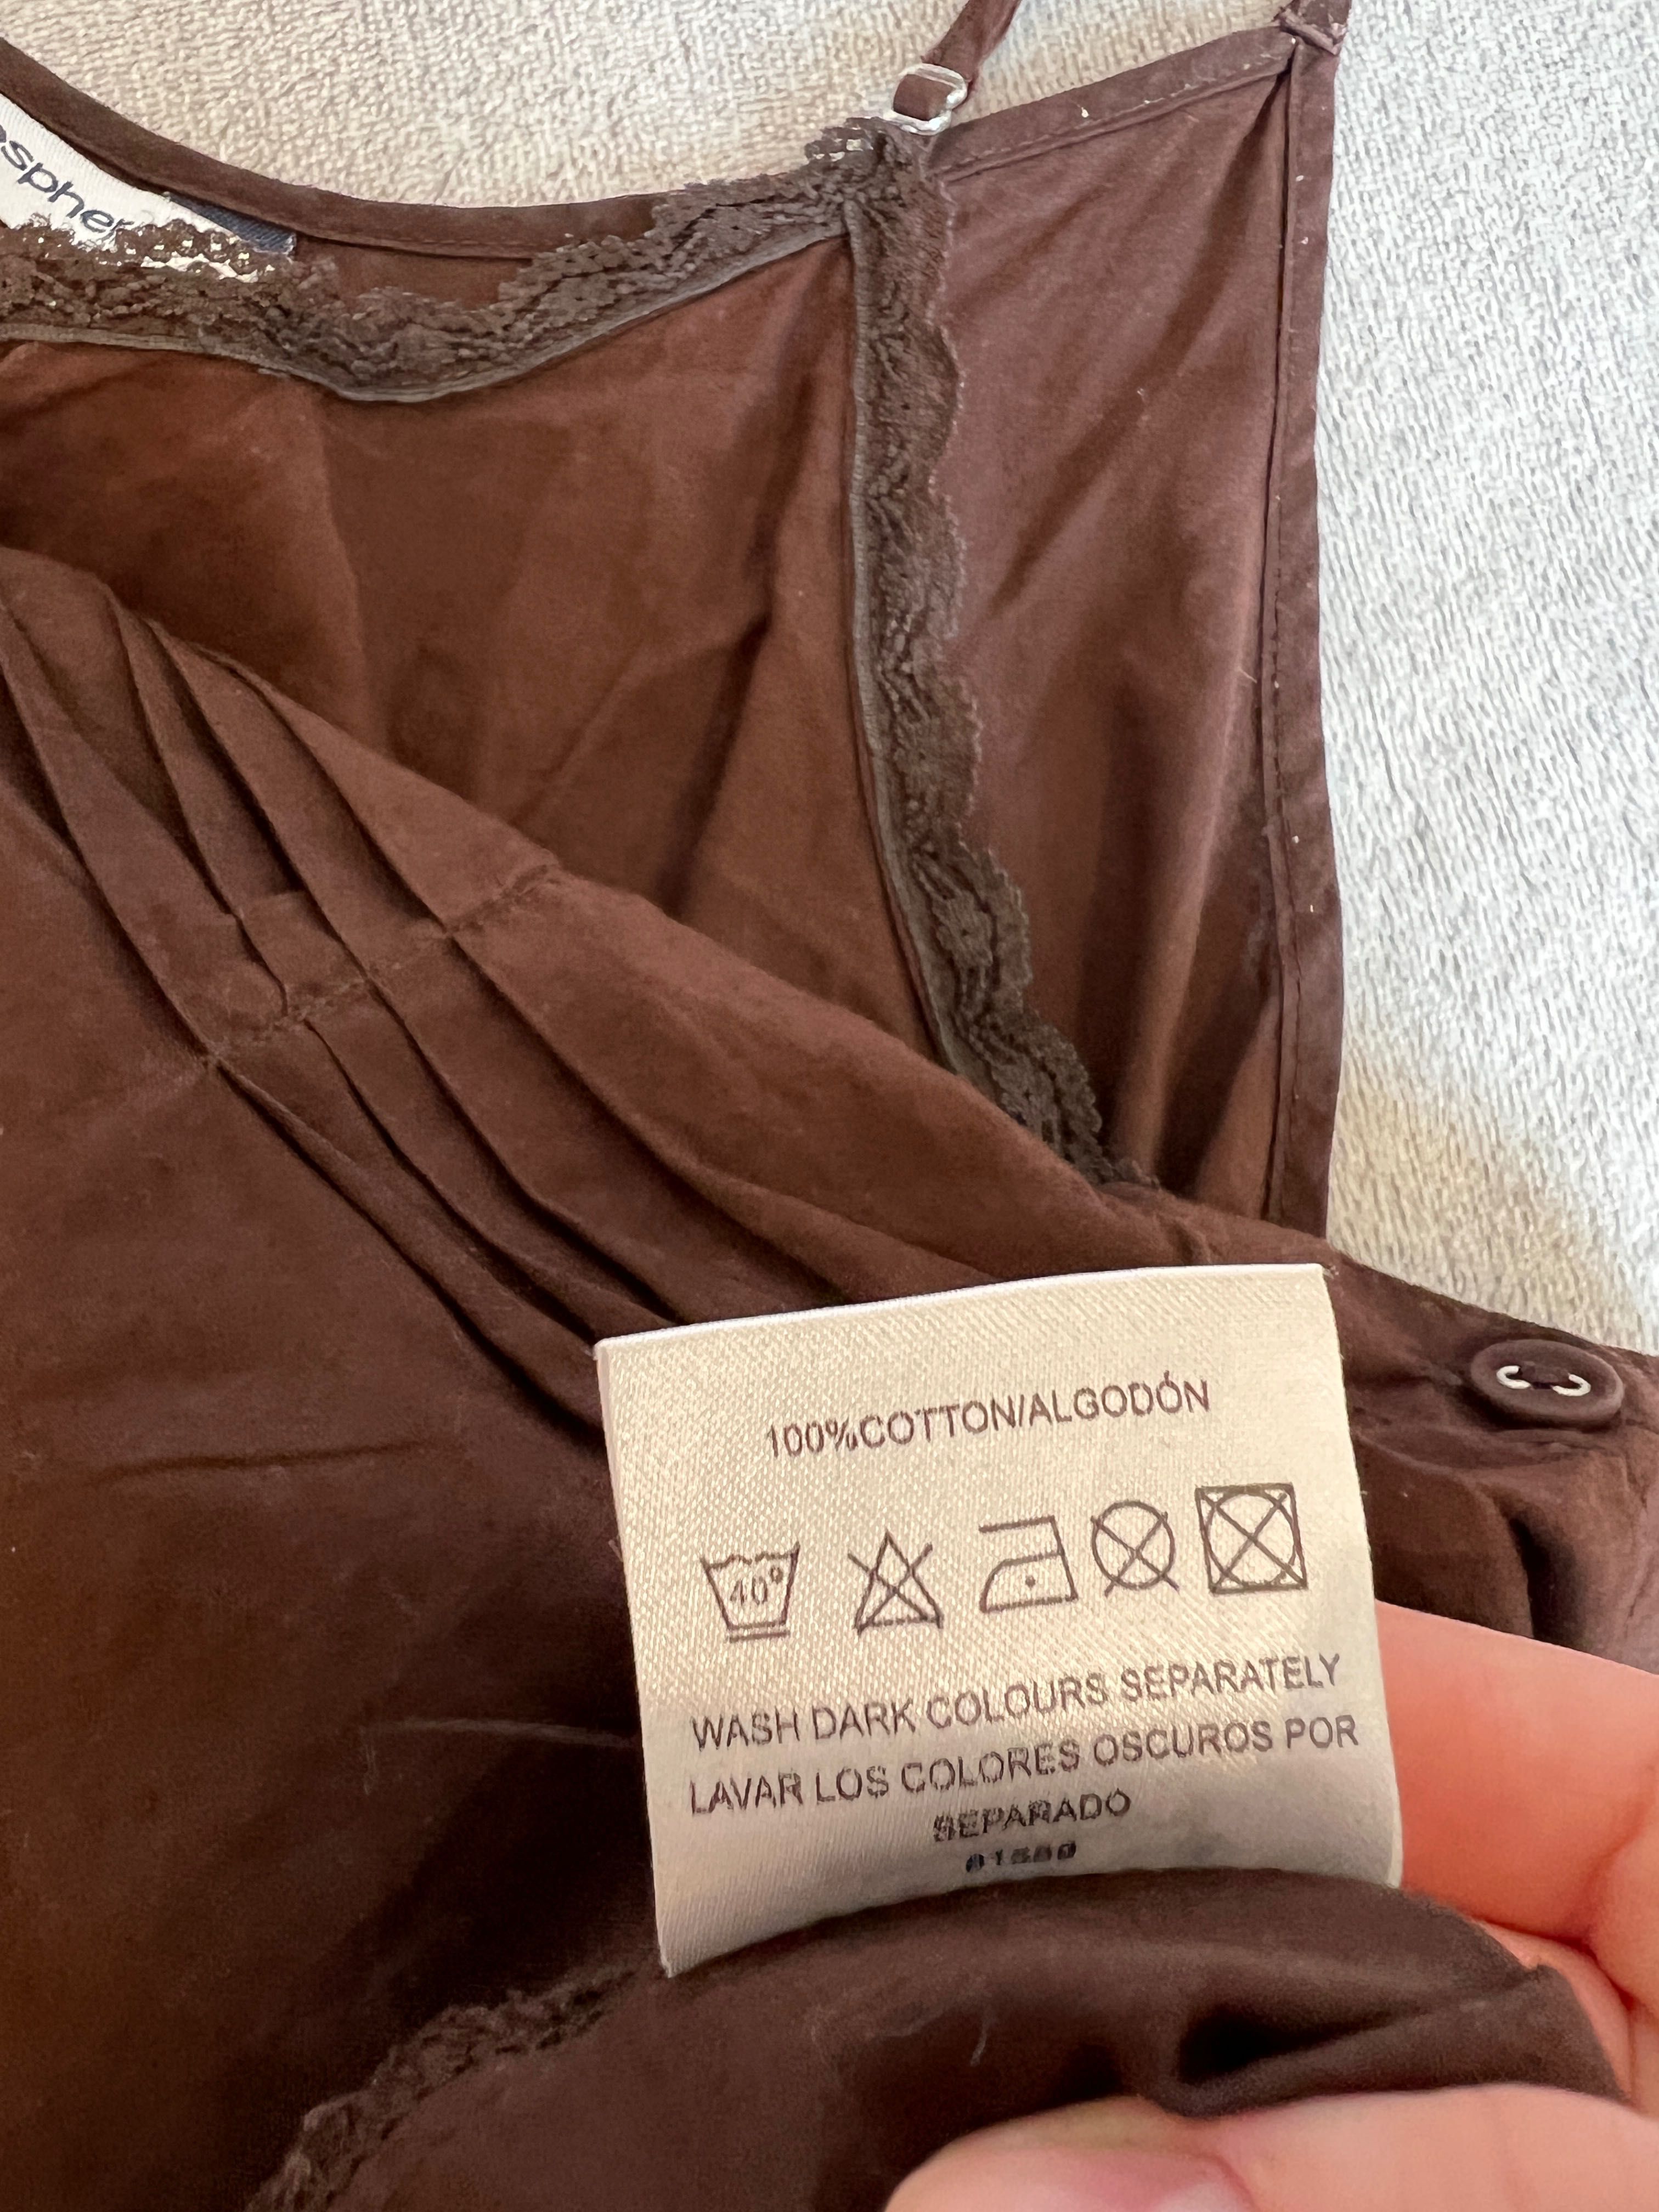 100%COTTON/ALGODÓN
40°
WASH DARK COLOURS SEPARATELY
LAVAR LOS COLORES OSCUROS POR
SEPARADO